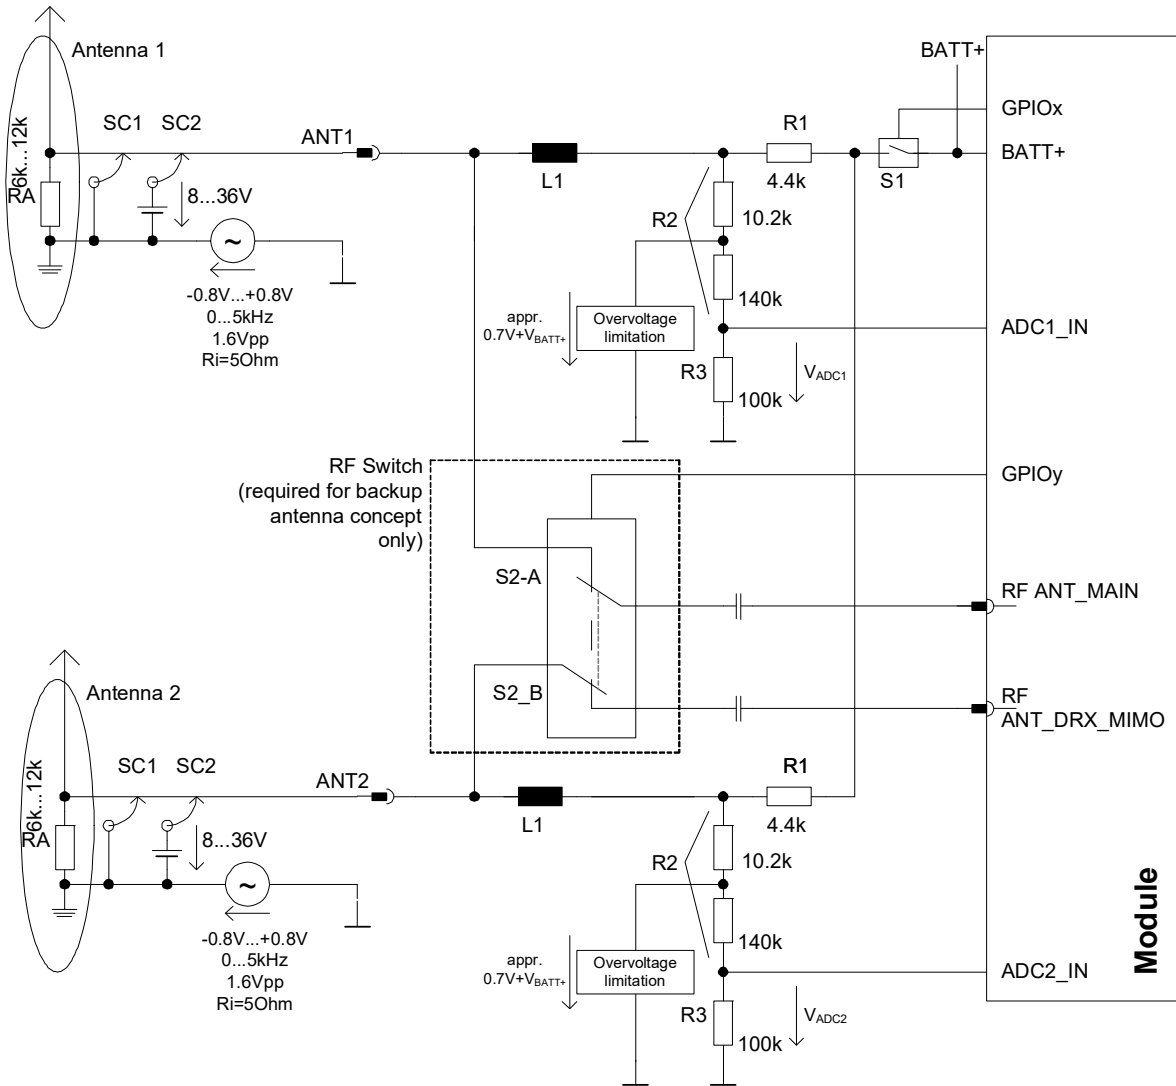 Antenna 1
BATT+
GPIOx
SC1
SC2
ANT1
R1
BATT+
6k...12k
RA
8...36V
L1
4.4k
S1
R2
10.2k
~
-0.8V...+0.8V
0...5kHz
1.6Vpp
Ri=5Ohm
140k
appr.
0.7V+VBATT+
Overvoltage
limitation
ADC1_IN
R3
VADC1
100k
RF Switch
(required for backup
antenna concept
only)
GPIOy
S2-A
RF ANT_MAIN
Antenna 2
S2_B
RF
ANT_DRX_MIMO
SC1
SC2
ANT2
R1
6k...12k
RA
8...36V
L1
4.4k
R2
10.2k
~
-0.8V...+0.8V
0...5kHz
1.6Vpp
Ri=5Ohm
140k
appr.
0.7V+VBATT+
Overvoltage
limitation
ADC2_IN
R3
VADC2
100k
Module